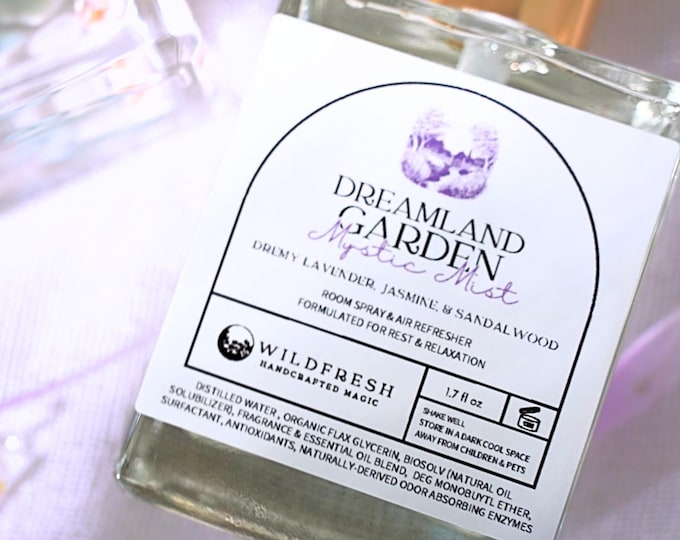 DREAMLAND
GARDEN
Mystic Mist
DREMY LAVENDER, JASMINE, & SANDALWOOD
ROOM SPRAY & AIR REFRESHER
FORMULATED FOR REST & RELAXATION
WILDFRESH
HANDCRAFTED MAGIC
1.7 fl oz
SHAKE WELL
STORE IN A DARK COOL SPACE
AWAY FROM CHILDREN & PETS
DISTILLED WATER, ORGANIC FLAX GLYCERIN, BIOSOLV (NATURAL OIL
SOLUBILIZER), FRAGRANCE & ESSENTIAL OIL BLEND, DEG MONOBUYTL ETHER,
SURFACTANT, ANTIOXIDANTS, NATURALLY-DERIVED ODOR ABSORBING ENZYMES